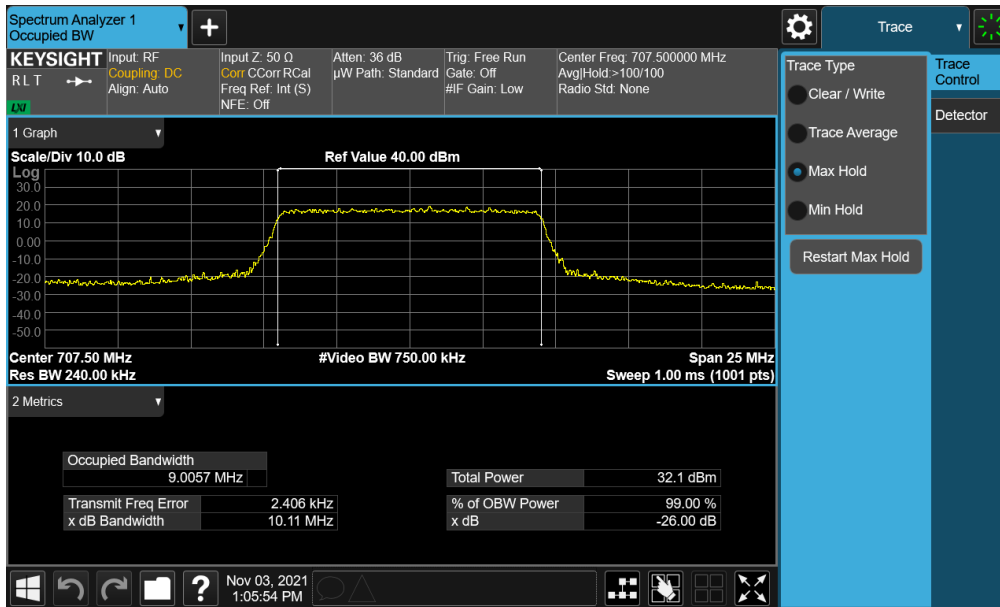 Spectrum Analyzer 1
Occupied BW
+
Trace
KEYSIGHT
R L T
LXI
Input: RF
Coupling: DC
Align: Auto
Input Z: 50 Ω
Corr CCorr RCal
Freq Ref: Int (S)
NFE: Off
Atten: 36 dB
µW Path: Standard
Trig: Free Run
Gate: Off
#IF Gain: Low
Center Freq: 707.500000 MHz
Avg|Hold:>100/100
Radio Std: None
Trace Type
Clear / Write
Trace Average
Max Hold
Min Hold
Restart Max Hold
Trace
Control
Detector
1 Graph
Scale/Div 10.0 dB
Ref Value 40.00 dBm
Log
30.0
20.0
10.0
0.00
-10.0
-20.0
-30.0
-40.0
-50.0
Center 707.50 MHz
#Video BW 750.00 kHz
Span 25 MHz
Res BW 240.00 kHz
Sweep 1.00 ms (1001 pts)
2 Metrics
Occupied Bandwidth
9.0057 MHz
Total Power 32.1 dBm
Transmit Freq Error 2.406 kHz
% of OBW Power 99.00 %
x dB Bandwidth 10.11 MHz
x dB -26.00 dB
?
Nov 03, 2021
1:05:54 PM